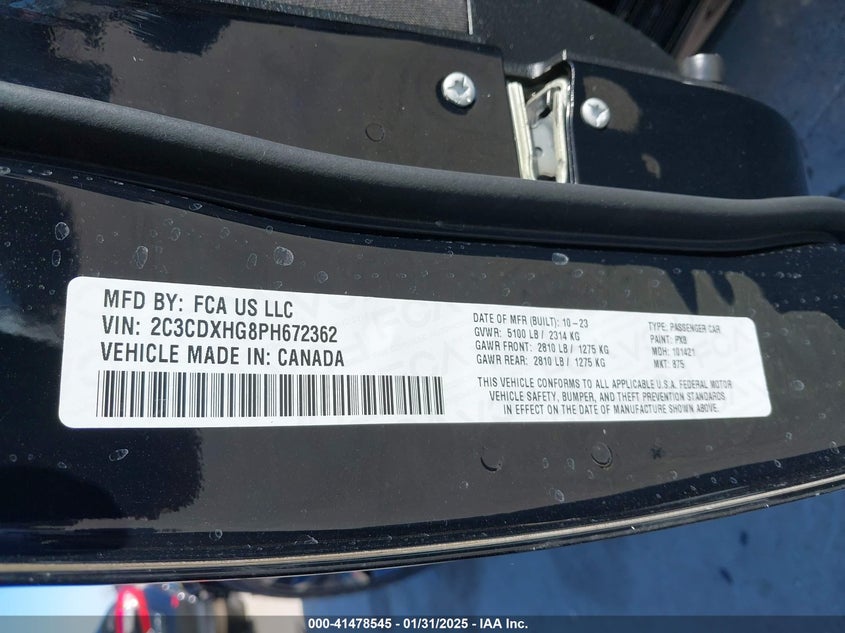 MFD BY: FCA US LLC
VIN: 2C3CDXHG8PH672362
VEHICLE MADE IN: CANADA
DATE OF MFR (BUILT): 10-23
GVWR: 5100 LB / 2314 KG
GAWR FRONT: 2810 LB / 1275 KG
GAWR REAR: 2810 LB / 1275 KG
TYPE: PASSENGER CAR
PAINT: PX8
MDH: 101421
MKT: 875
THIS VEHICLE CONFORMS TO ALL APPLICABLE U.S.A. FEDERAL MOTOR
VEHICLE SAFETY, BUMPER, AND THEFT PREVENTION STANDARDS
IN EFFECT ON THE DATE OF MANUFACTURE SHOWN ABOVE.
000-41478545 - 01/31/2025 - IAA Inc.